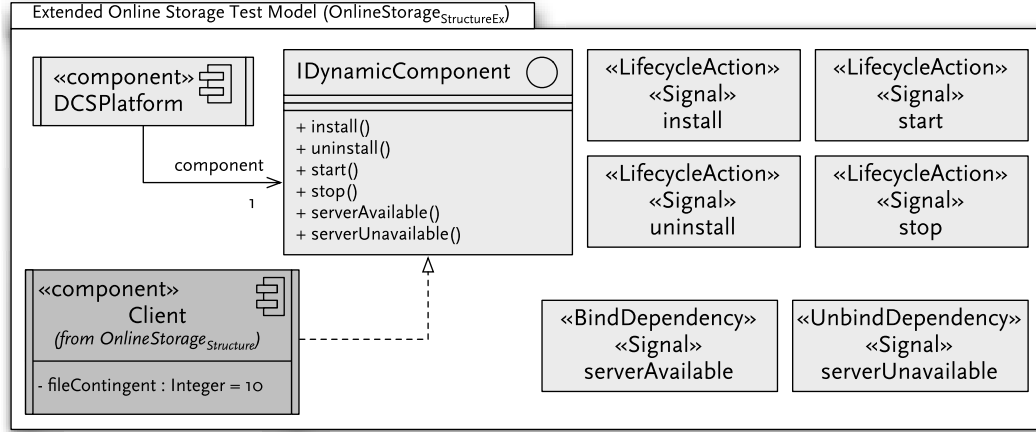 Extended Online Storage Test Model (OnlineStorage_StructureEx)
«component»
DCSPlatform
component
1
IDynamicComponent
+ install()
+ uninstall()
+ start()
+ stop()
+ serverAvailable()
+ serverUnavailable()
«LifecycleAction»
«Signal»
install
«LifecycleAction»
«Signal»
start
«LifecycleAction»
«Signal»
uninstall
«LifecycleAction»
«Signal»
stop
«component»
Client
(from OnlineStorage_Structure)
- fileContingent : Integer = 10
«BindDependency»
«Signal»
serverAvailable
«UnbindDependency»
«Signal»
serverUnavailable